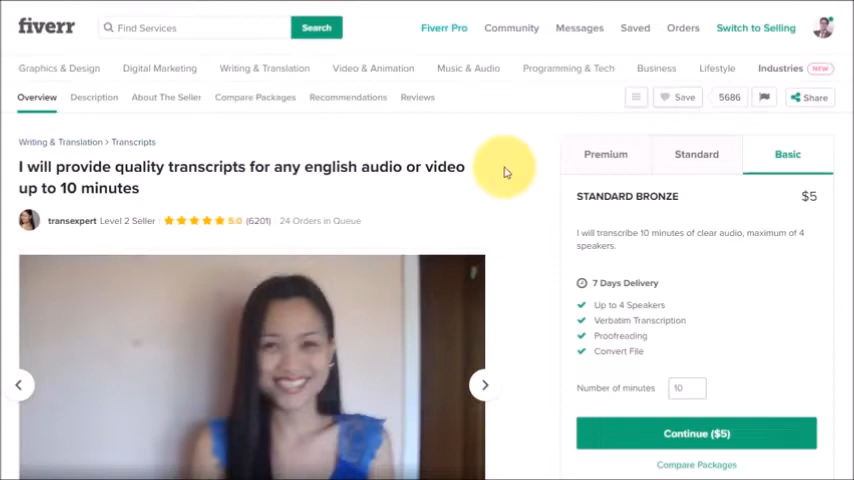 fiverr Find Services Search Fiverr Pro Community Messages Saved Orders Switch to Selling
Graphics & Design Digital Marketing Writing & Translation Video & Animation Music & Audio Programming & Tech Business Lifestyle Industries NEW
Overview Description About The Seller Compare Packages Recommendations Reviews Save 5686 Share
Writing & Translation > Transcripts
I will provide quality transcripts for any english audio or video
up to 10 minutes
transexpert Level 2 Seller 5.0 (6201) 24 Orders in Queue
Premium Standard Basic
STANDARD BRONZE $5
I will transcribe 10 minutes of clear audio, maximum of 4
speakers.
7 Days Delivery
Up to 4 Speakers
Verbatim Transcription
Proofreading
Convert File
Number of minutes 10
Continue ($5)
Compare Packages